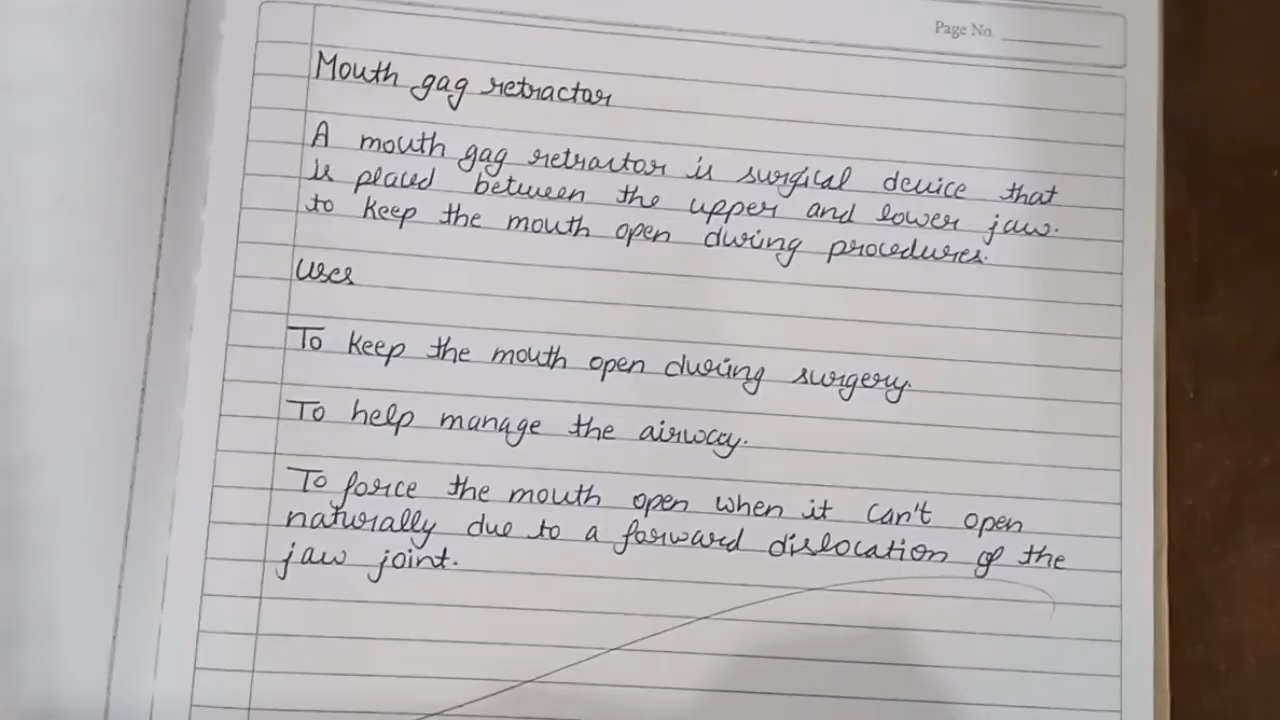 Page No.
Mouth gag retractor
A mouth gag retractor is surgical device that
is placed between the upper and lower jaw.
to keep the mouth open during procedures.
uses
To keep the mouth open during surgery.
To help manage the airway.
To force the mouth open when it can't open
naturally due to a forward dislocation of the
jaw joint.